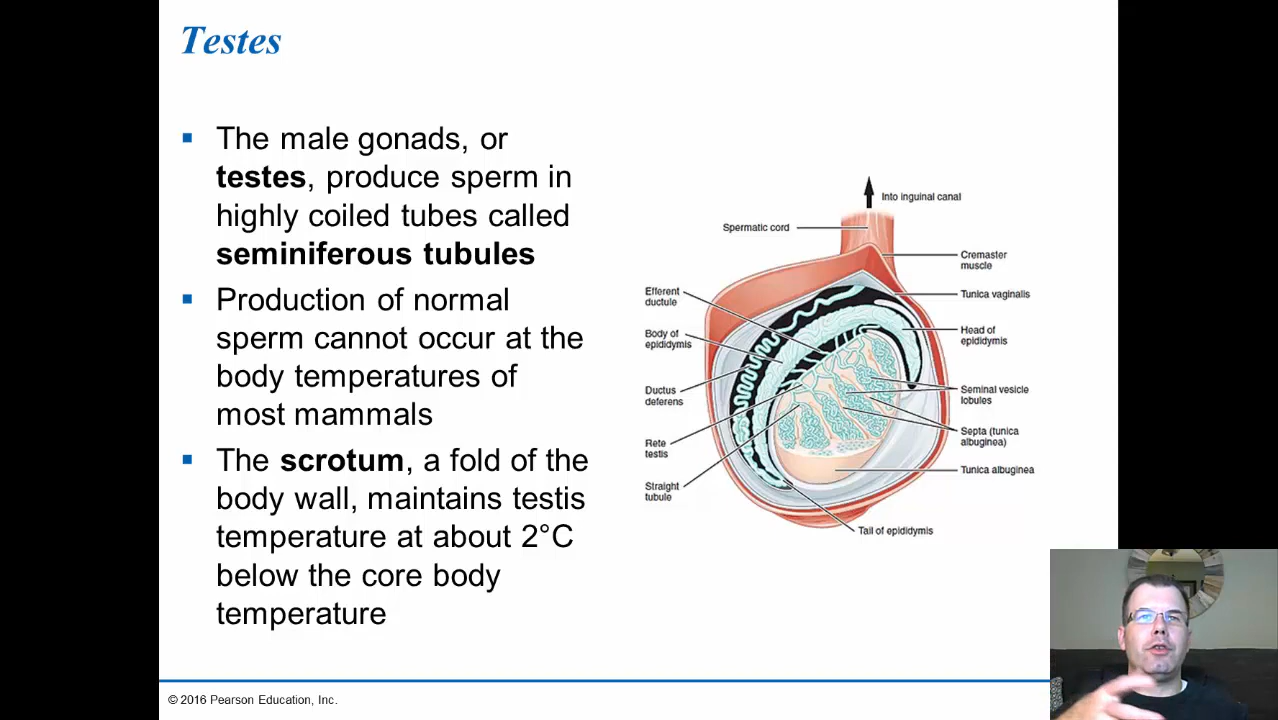 Testes
▪ The male gonads, or
testes, produce sperm in
highly coiled tubes called
seminiferous tubules
▪ Production of normal
sperm cannot occur at the
body temperatures of
most mammals
▪ The scrotum, a fold of the
body wall, maintains testis
temperature at about 2°C
below the core body
temperature
Into inguinal canal
Spermatic cord
Cremaster
muscle
Tunica vaginalis
Efferent
ductule
Head of
epididymis
Body of
epididymis
Ductus
deferens
Seminal vesicle
lobules
Septa (tunica
albuginea)
Rete
testis
Tunica albuginea
Straight
tubule
Tail of epididymis
© 2016 Pearson Education, Inc.